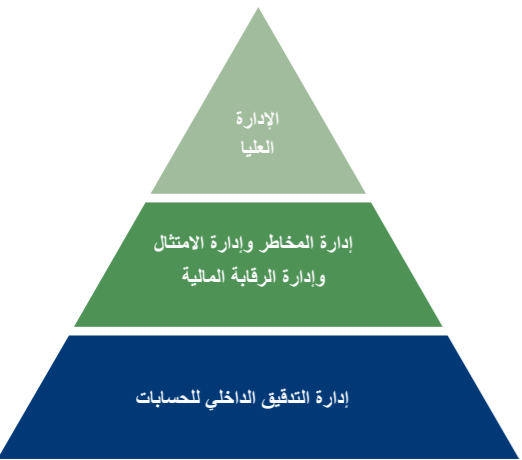 الإدارة
العليا
إدارة المخاطر وإدارة الامتثال
وإدارة الرقابة المالية
إدارة التدقيق الداخلي للحسابات